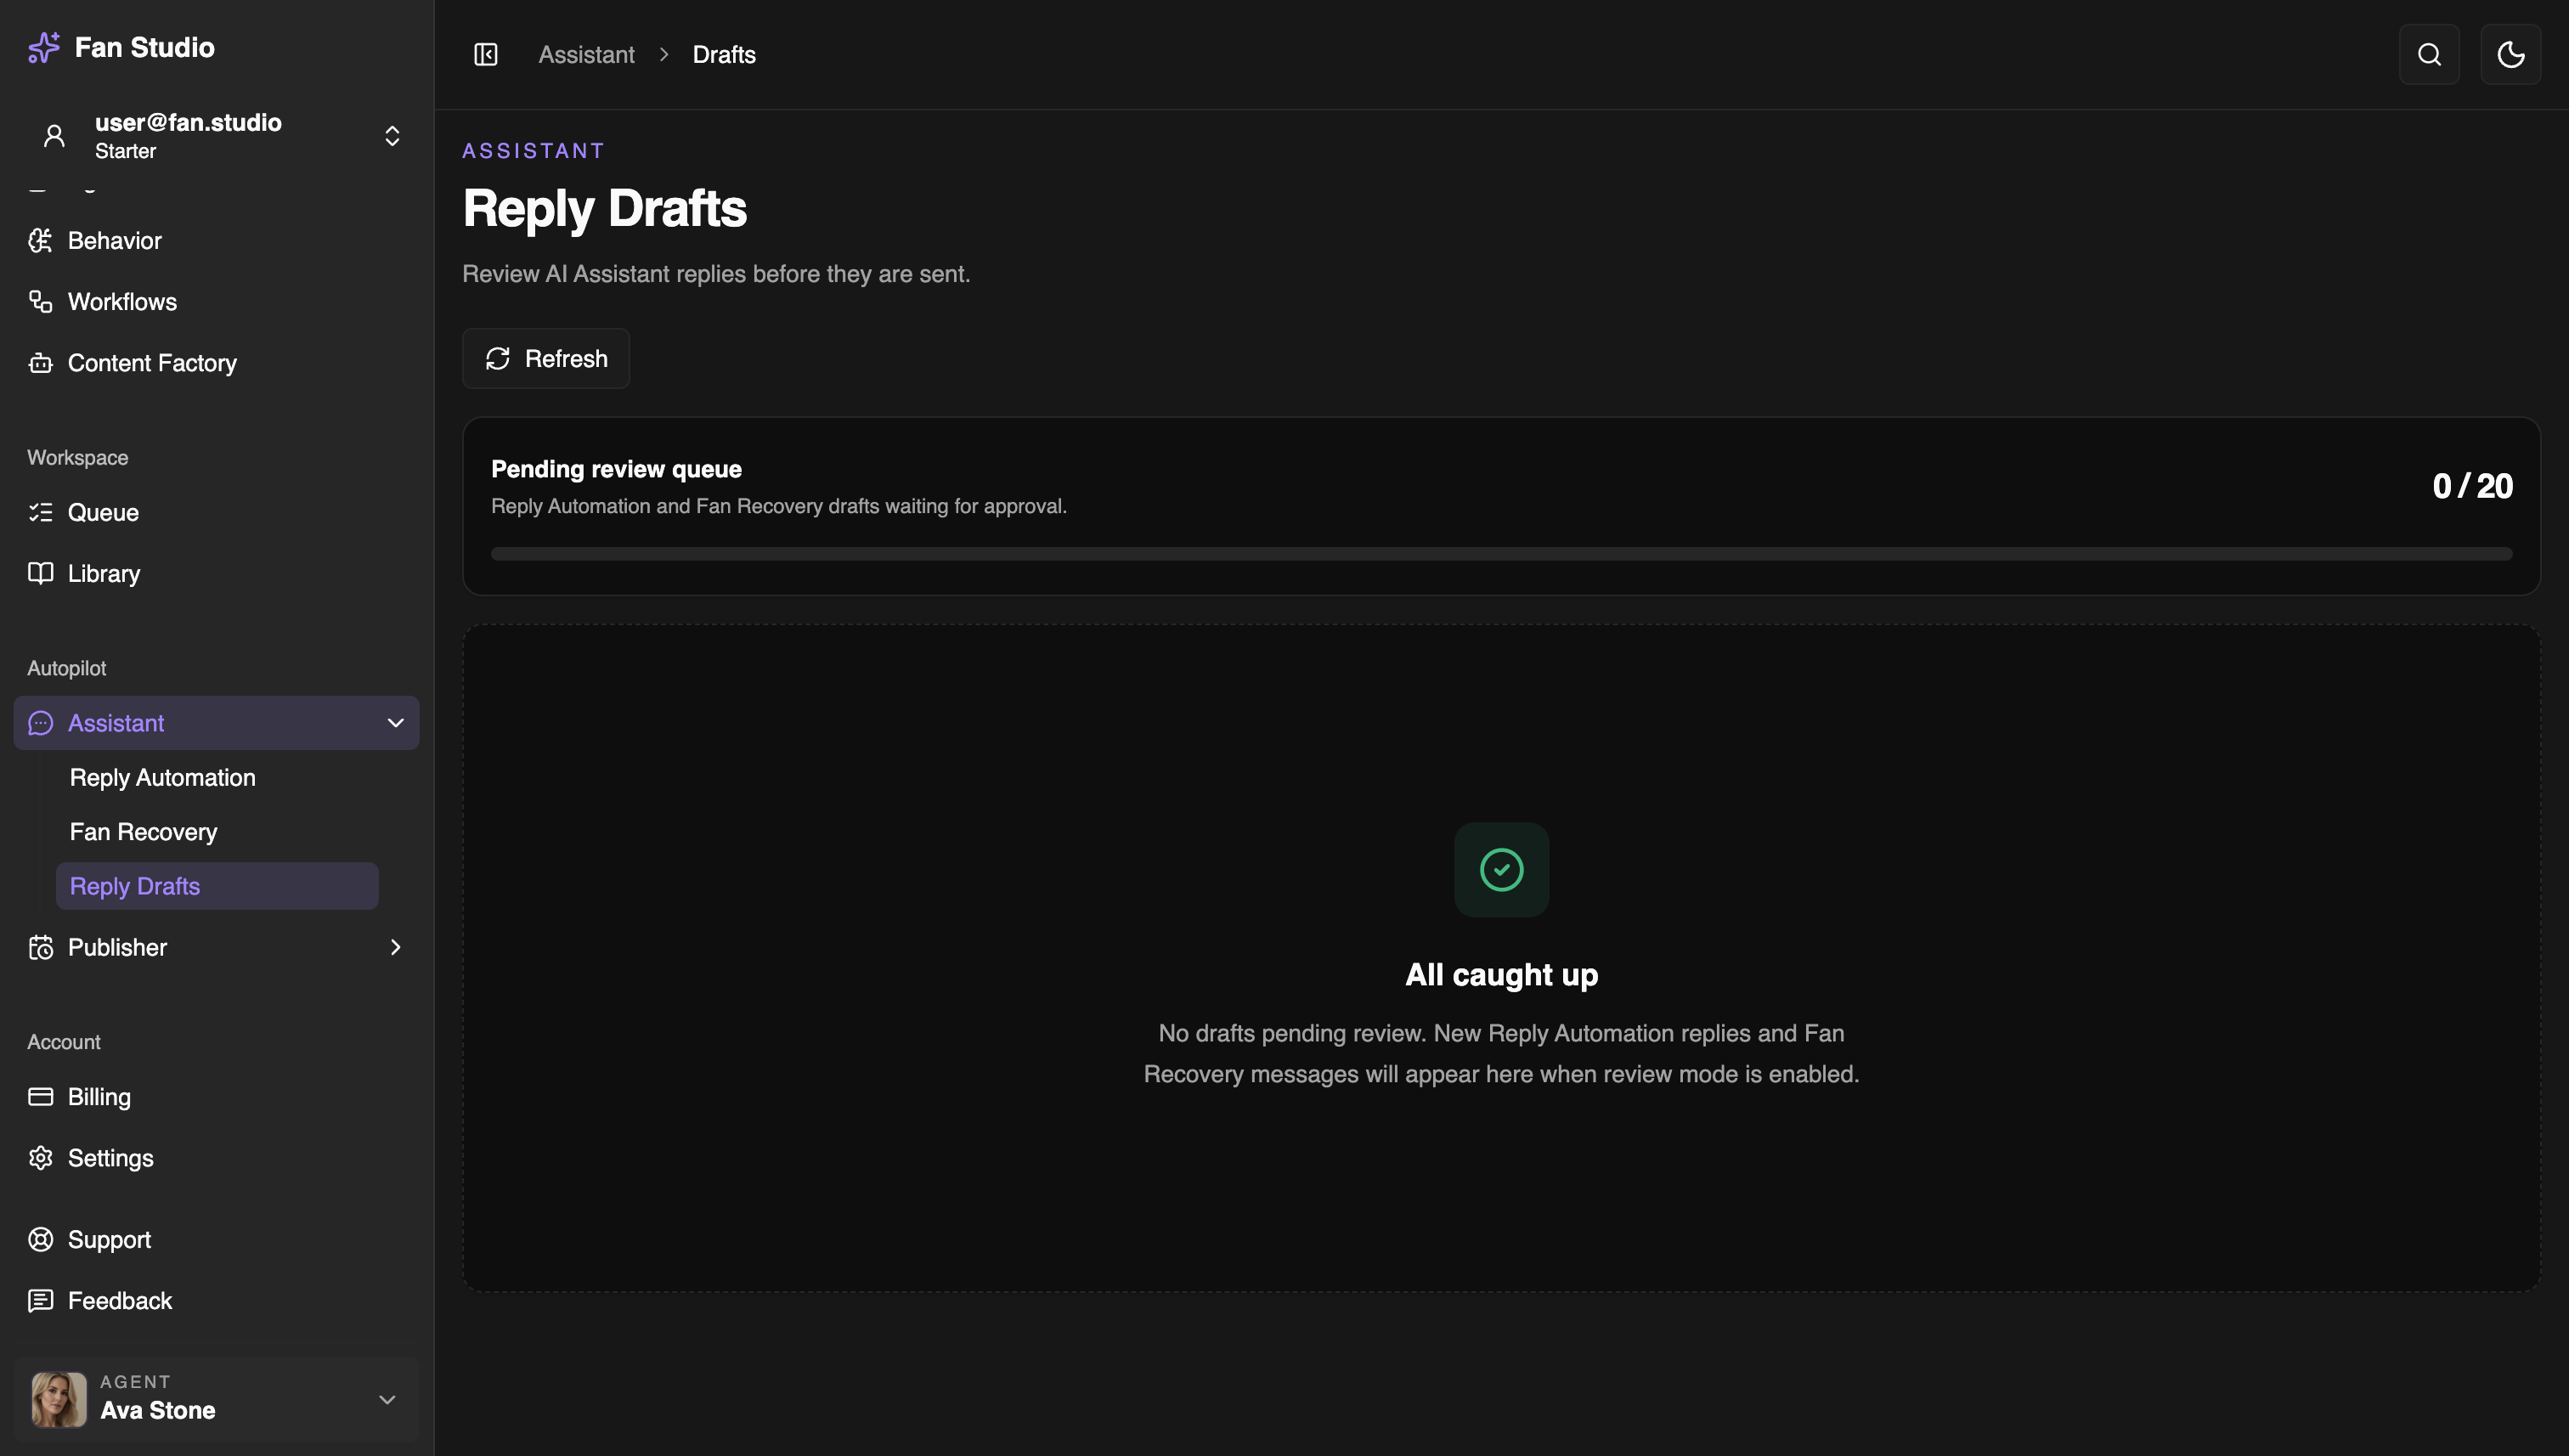 Fan Studio
user@fan.studio
Starter
Behavior
Workflows
Content Factory
Workspace
Queue
Library
Autopilot
Assistant
Reply Automation
Fan Recovery
Reply Drafts
Publisher
Account
Billing
Settings
Support
Feedback
AGENT
Ava Stone
Assistant
Drafts
ASSISTANT
Reply Drafts
Review AI Assistant replies before they are sent.
Refresh
Pending review queue
Reply Automation and Fan Recovery drafts waiting for approval.
0 / 20
All caught up
No drafts pending review. New Reply Automation replies and Fan
Recovery messages will appear here when review mode is enabled.